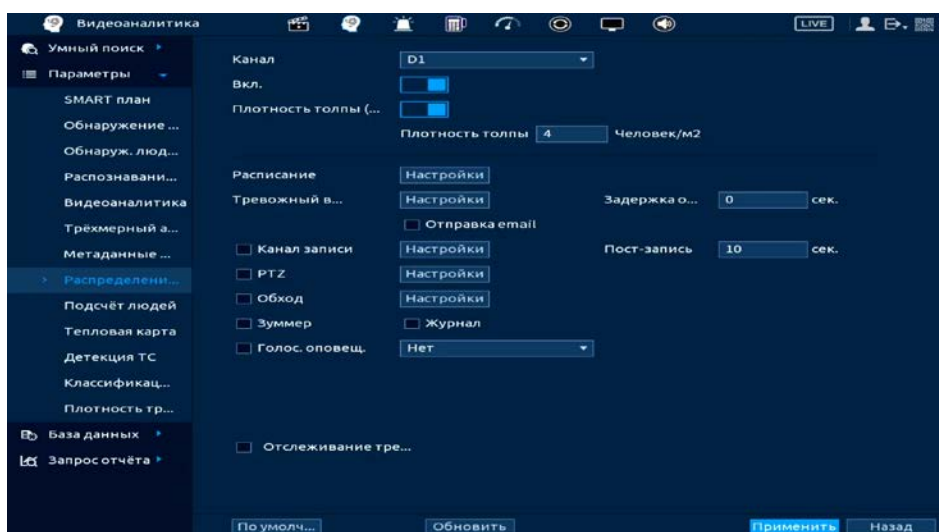 Видеоаналитика LIVE
Умный поиск
Параметры
SMART план
Обнаружение ...
Обнаруж. люд...
Распознавани...
Видеоаналитика
Трёхмерный а...
Метаданные ...
Распределени...
Подсчёт людей
Тепловая карта
Детекция ТС
Классификац...
Плотность тр...
База данных
Запрос отчёта
Канал D1
Вкл.
Плотность толпы (...
Плотность толпы 4 Человек/м2
Расписание Настройки
Тревожный в... Настройки Задержка о... 0 сек.
Отправка email
Канал записи Настройки Пост-запись 10 сек.
PTZ Настройки
Обход Настройки
Зуммер Журнал
Голос. оповещ. Нет
Отслеживание тре...
По умолч... Обновить Применить Назад